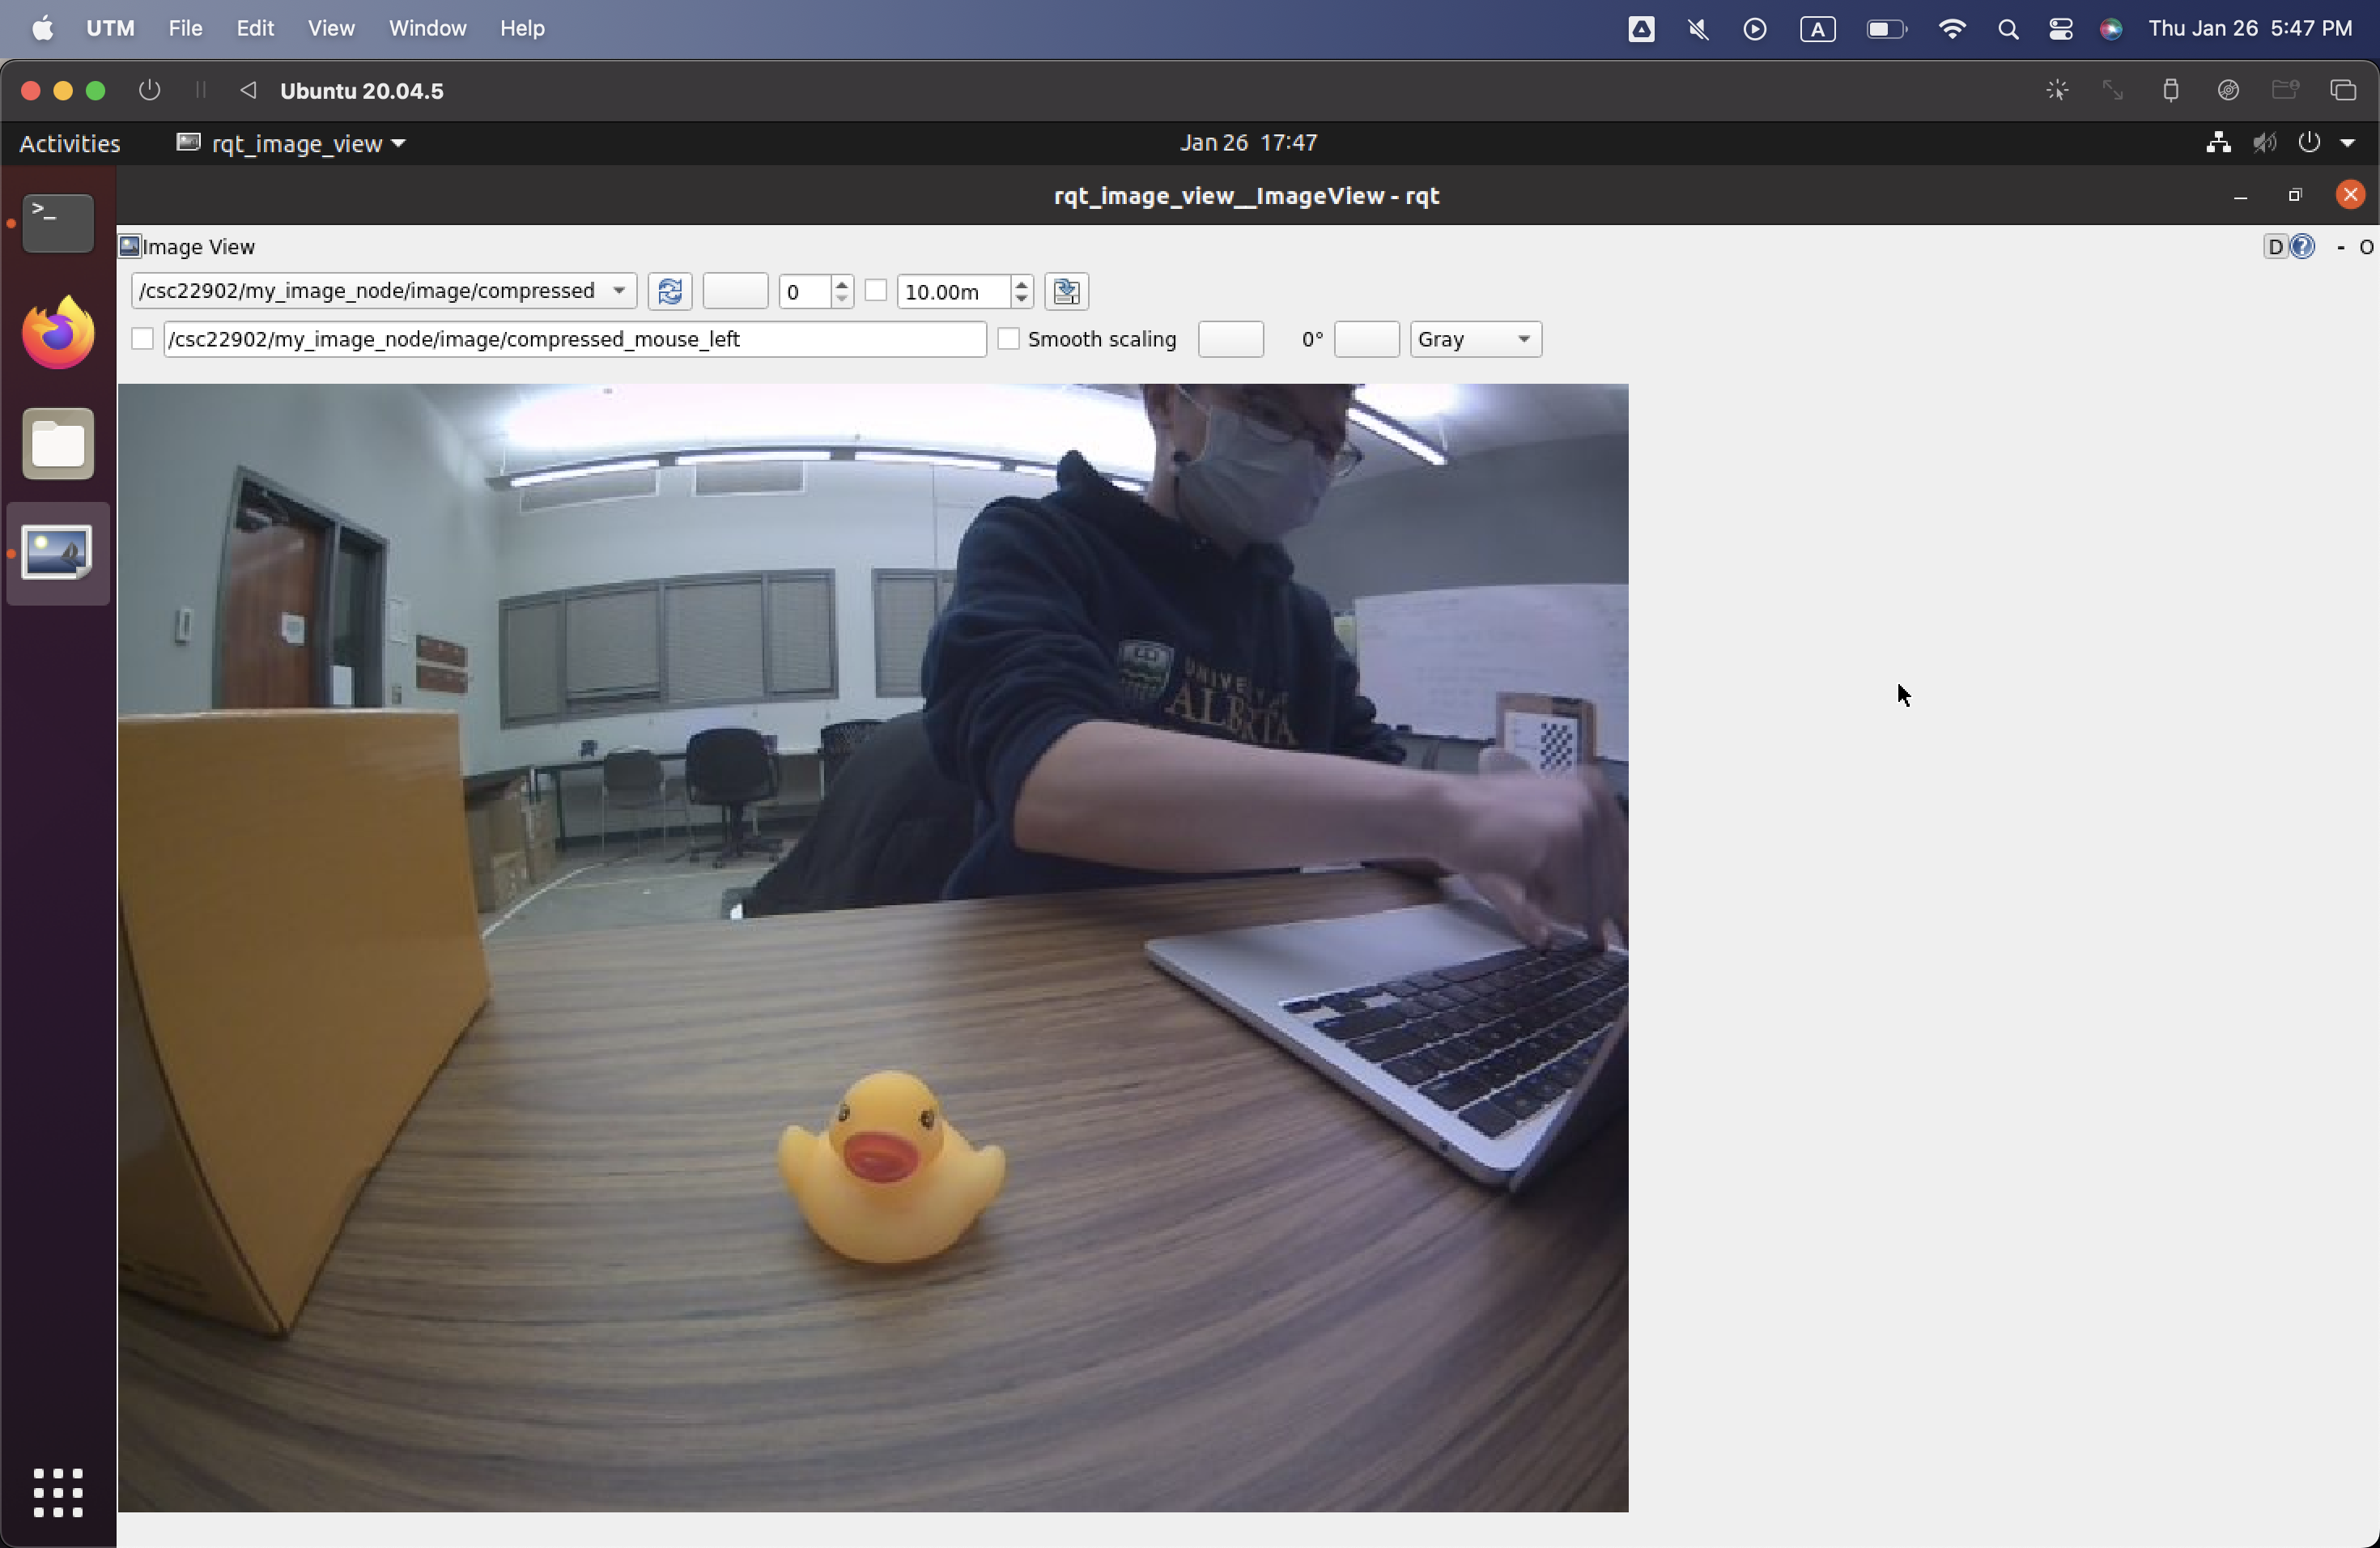 UTM File Edit View Window Help A Thu Jan 26 5:47 PM
Ubuntu 20.04.5
Activities rqt_image_view Jan 26 17:47
rqt_image_view__ImageView - rqt
>_
Image View D ? - O
/csc22902/my_image_node/image/compressed 0 10.00m
/csc22902/my_image_node/image/compressed_mouse_left Smooth scaling 0° Gray
ALBERTA